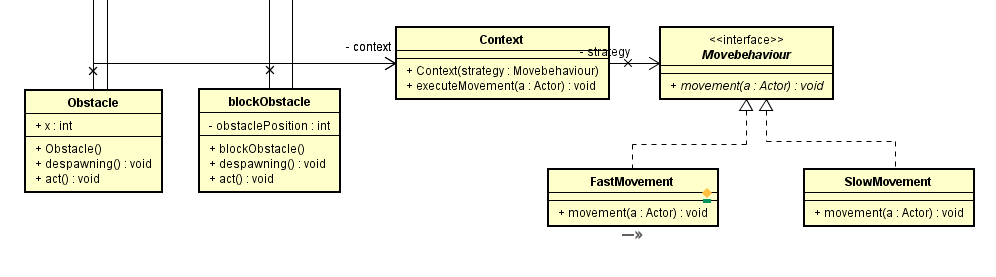 - context
Context
+ Context(strategy : Movebehaviour)
+ executeMovement(a : Actor) : void
- strategy
<<interface>>
Movebehaviour
+ movement(a : Actor) : void
Obstacle
+ x : int
+ Obstacle()
+ despawning() : void
+ act() : void
blockObstacle
- obstaclePosition : int
+ blockObstacle()
+ despawning() : void
+ act() : void
FastMovement
+ movement(a : Actor) : void
SlowMovement
+ movement(a : Actor) : void